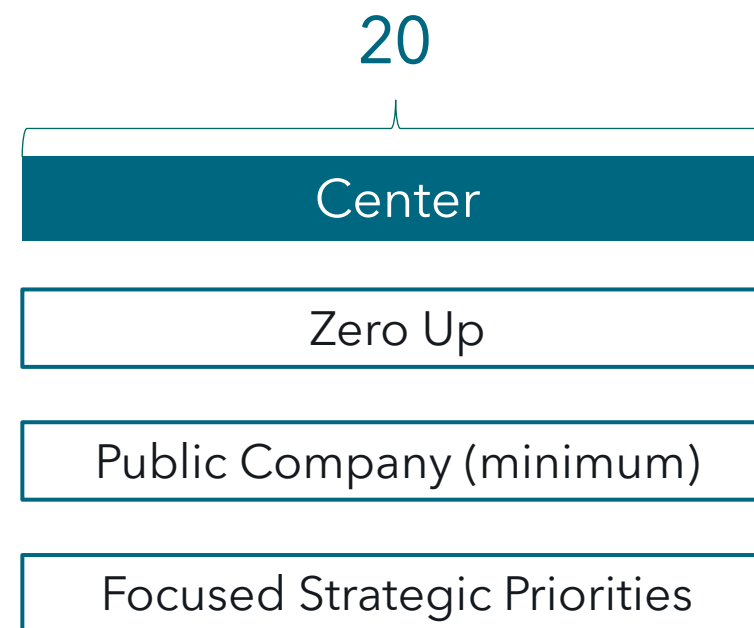 20
Center
Zero Up
Public Company (minimum)
Focused Strategic Priorities